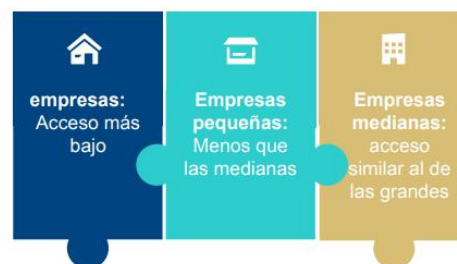 empresas:
Acceso más
bajo
Empresas
pequeñas:
Menos que
las medianas
Empresas
medianas:
acceso
similar al de
las grandes